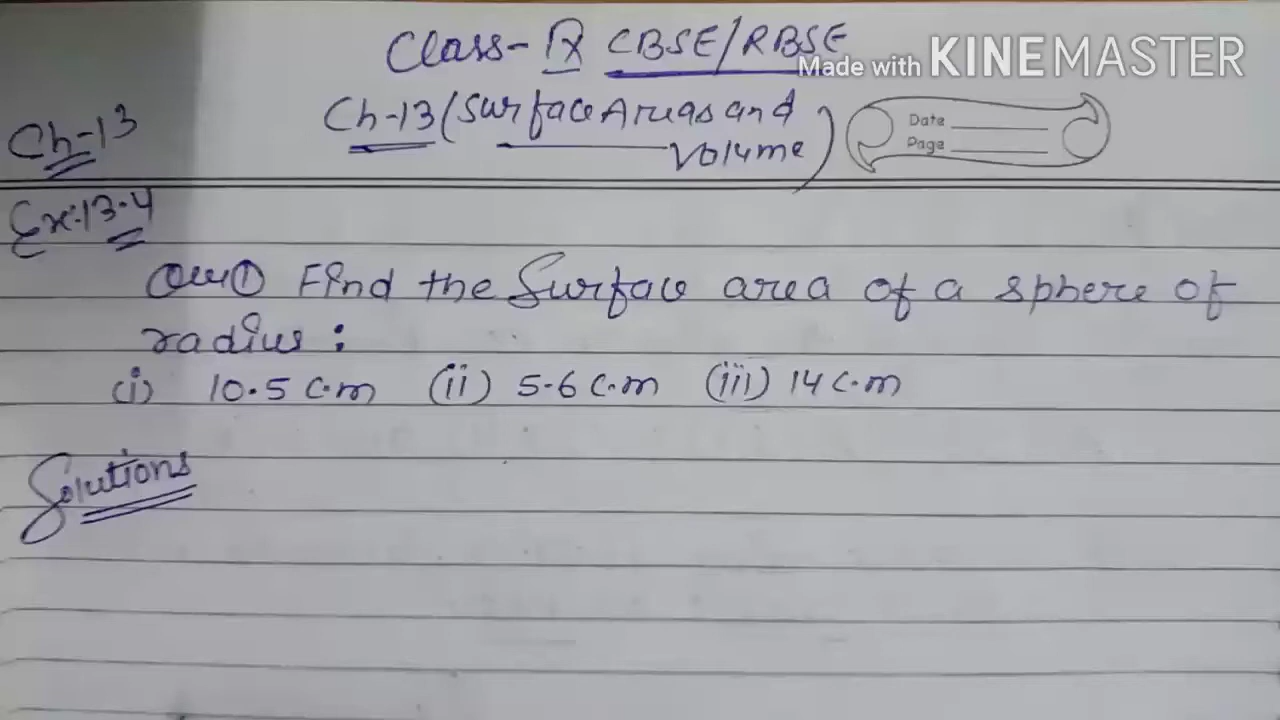 Class-IX CBSE/RBSE
Made with KINEMASTER
Ch-13
Ch-13 (Surface Areas and
Volume)
Date
Page
Ex:13.4
Que① Find the Surface area of a sphere of
radius :
(i) 10.5 c.m (ii) 5.6 c.m (iii) 14 c.m
Solutions